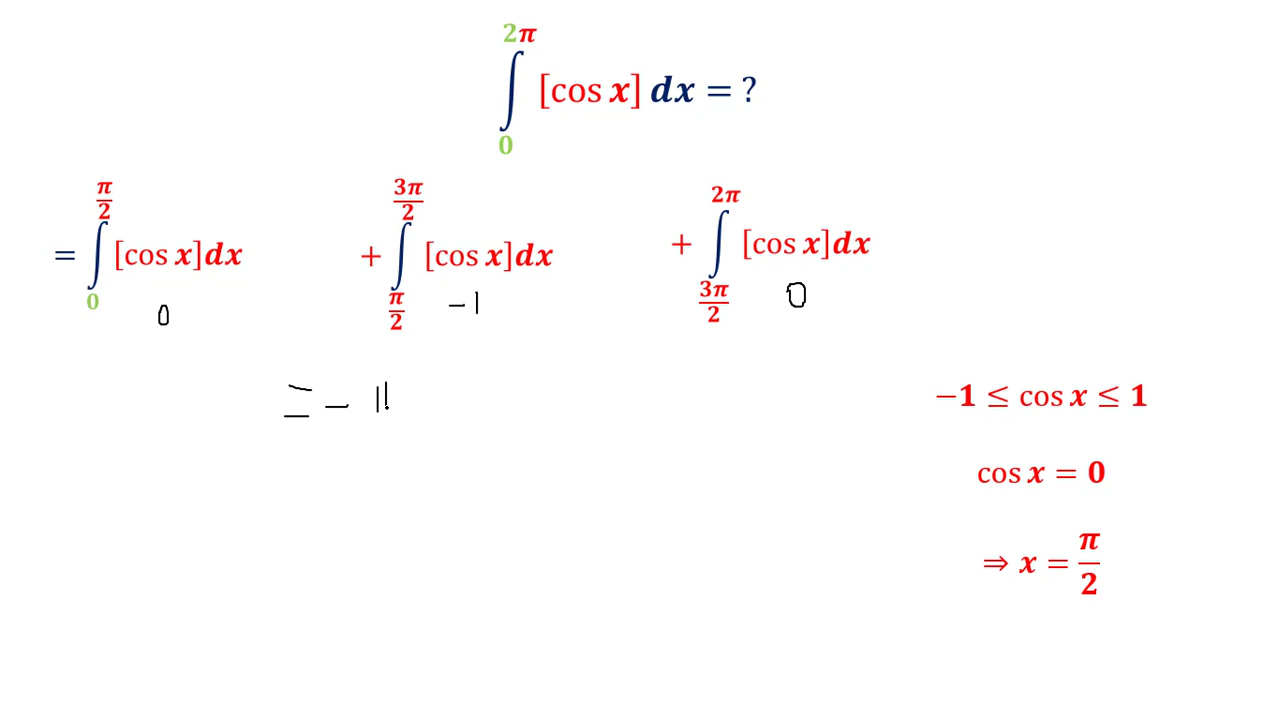 ∫₀^{2π} [cos x] dx = ?
= ∫₀^{π/2} [cos x]dx + ∫_{π/2}^{3π/2} [cos x]dx + ∫_{3π/2}^{2π} [cos x]dx
0 −1 0
= −
−1 ≤ cos x ≤ 1
cos x = 0
⇒ x = π/2